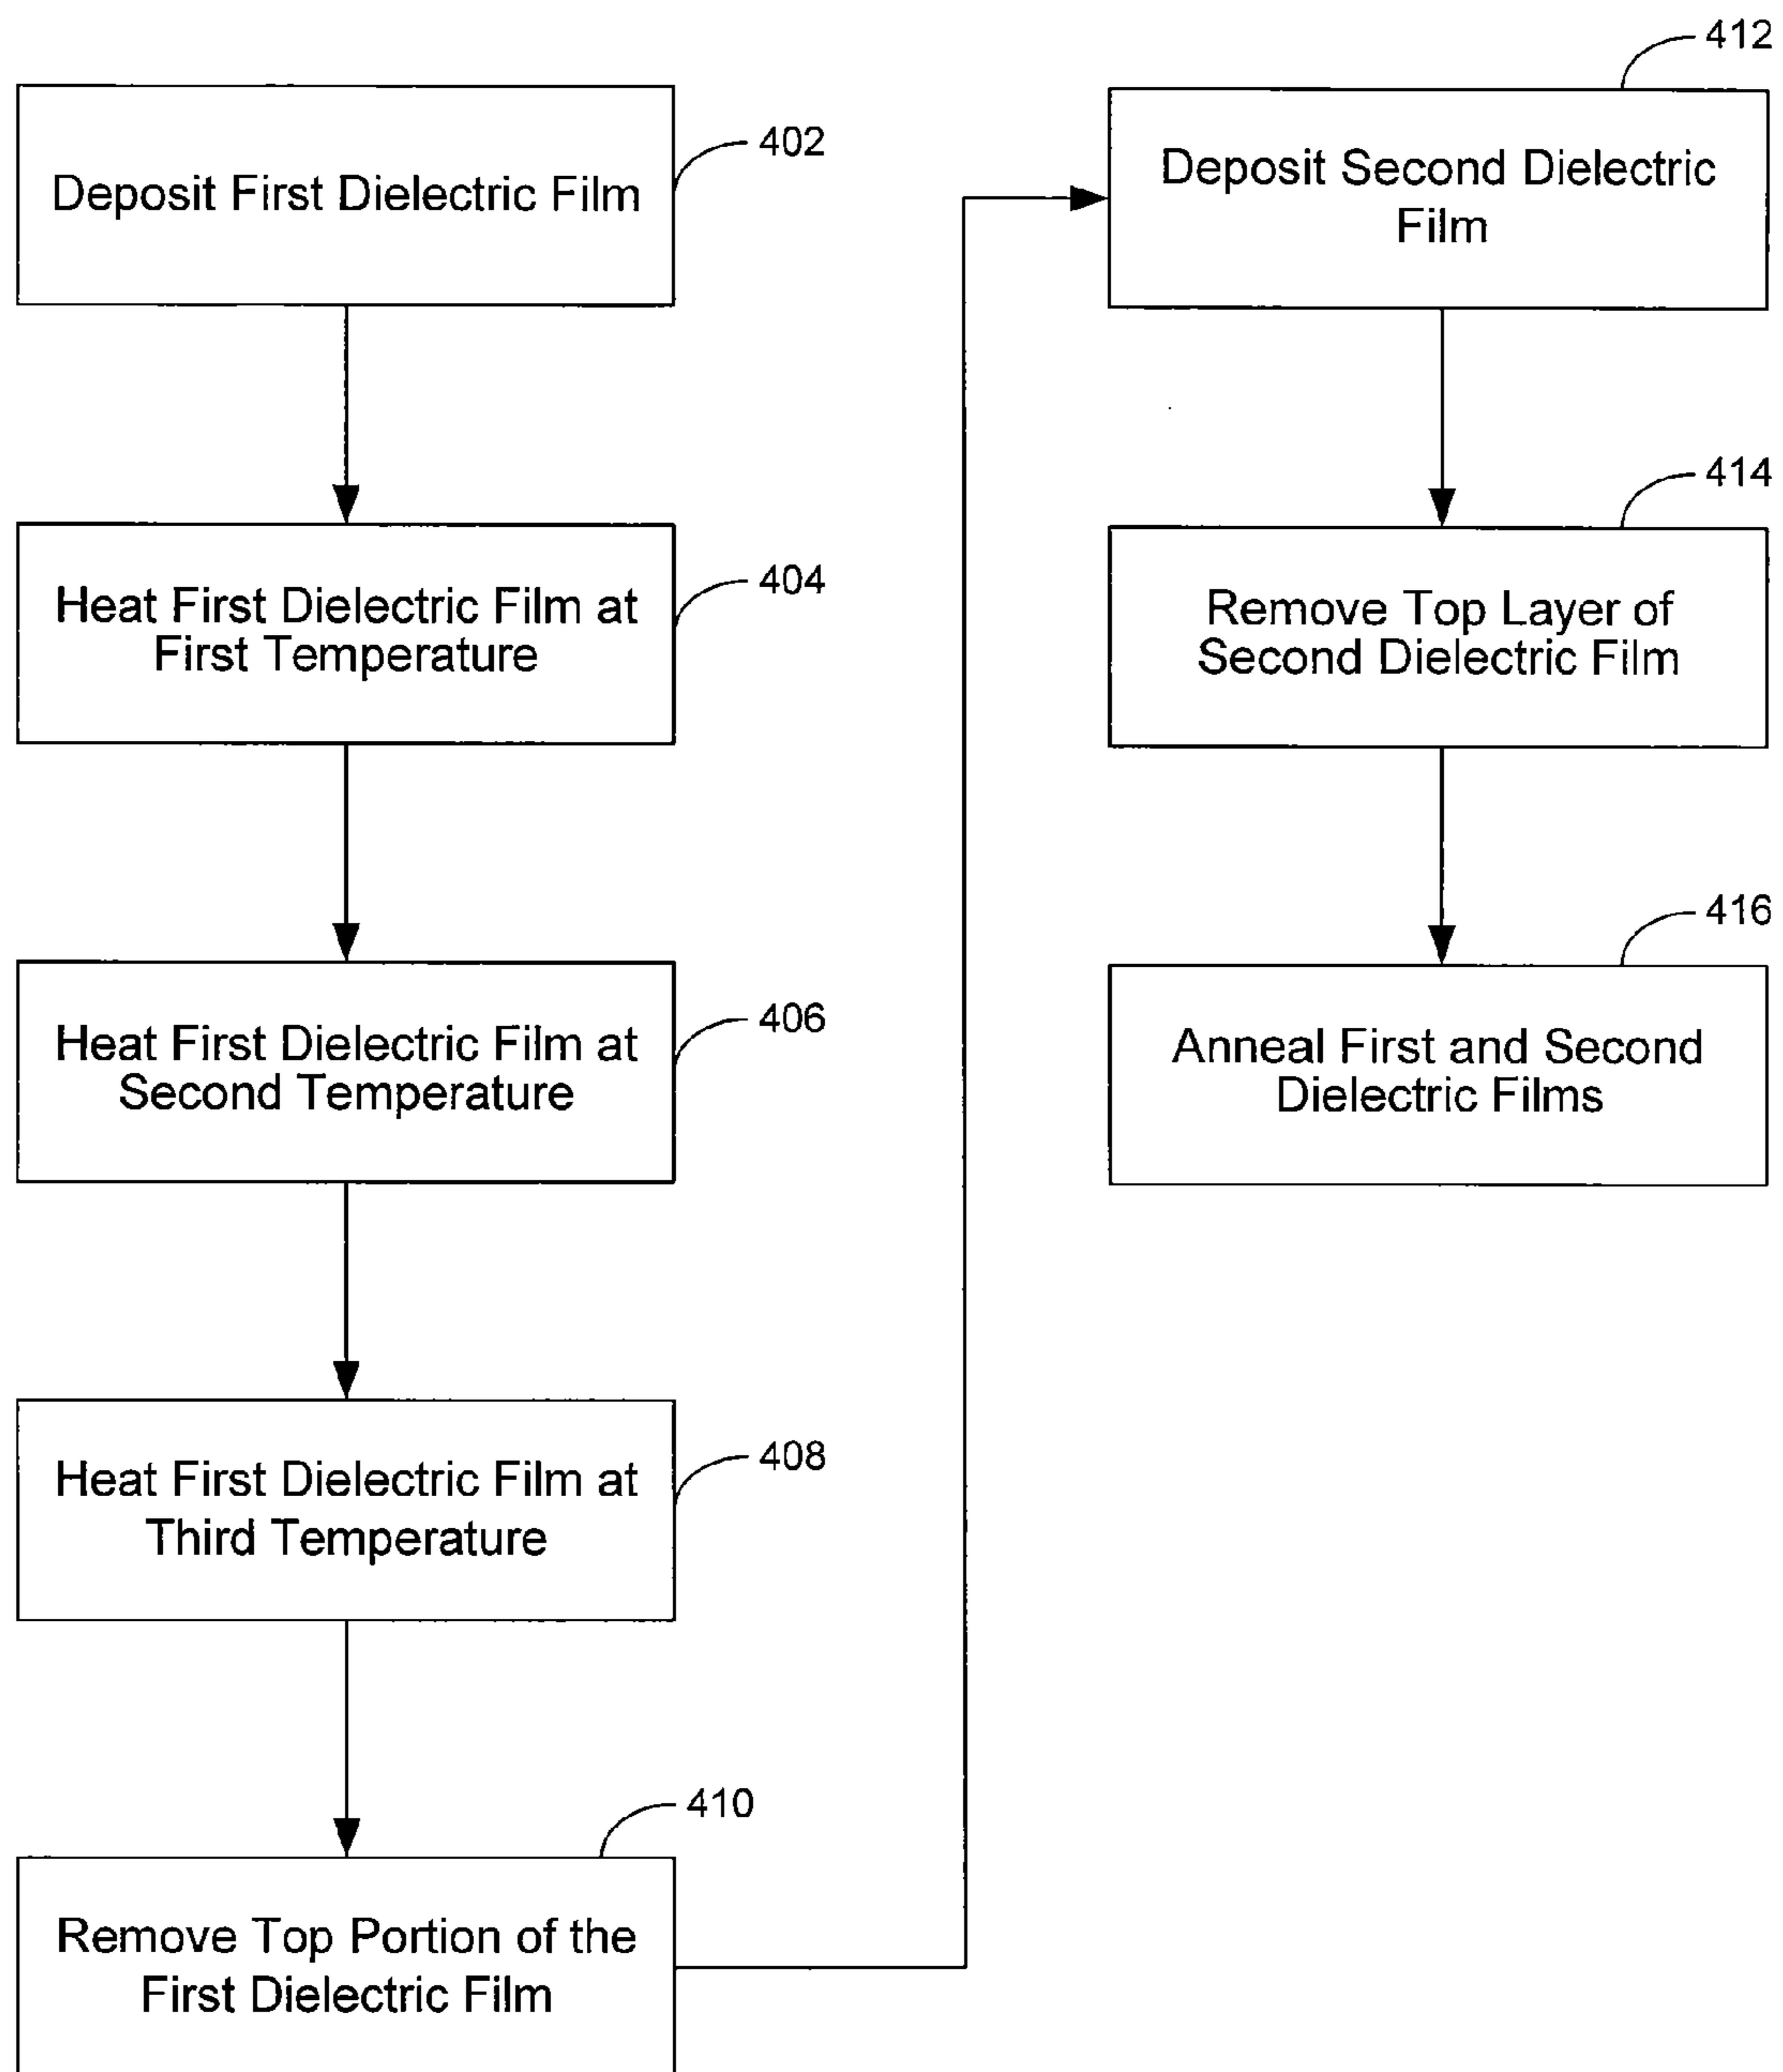 Deposit First Dielectric Film
402
Heat First Dielectric Film at
First Temperature
404
Heat First Dielectric Film at
Second Temperature
406
Heat First Dielectric Film at
Third Temperature
408
410
Remove Top Portion of the
First Dielectric Film
412
Deposit Second Dielectric
Film
414
Remove Top Layer of
Second Dielectric Film
416
Anneal First and Second
Dielectric Films